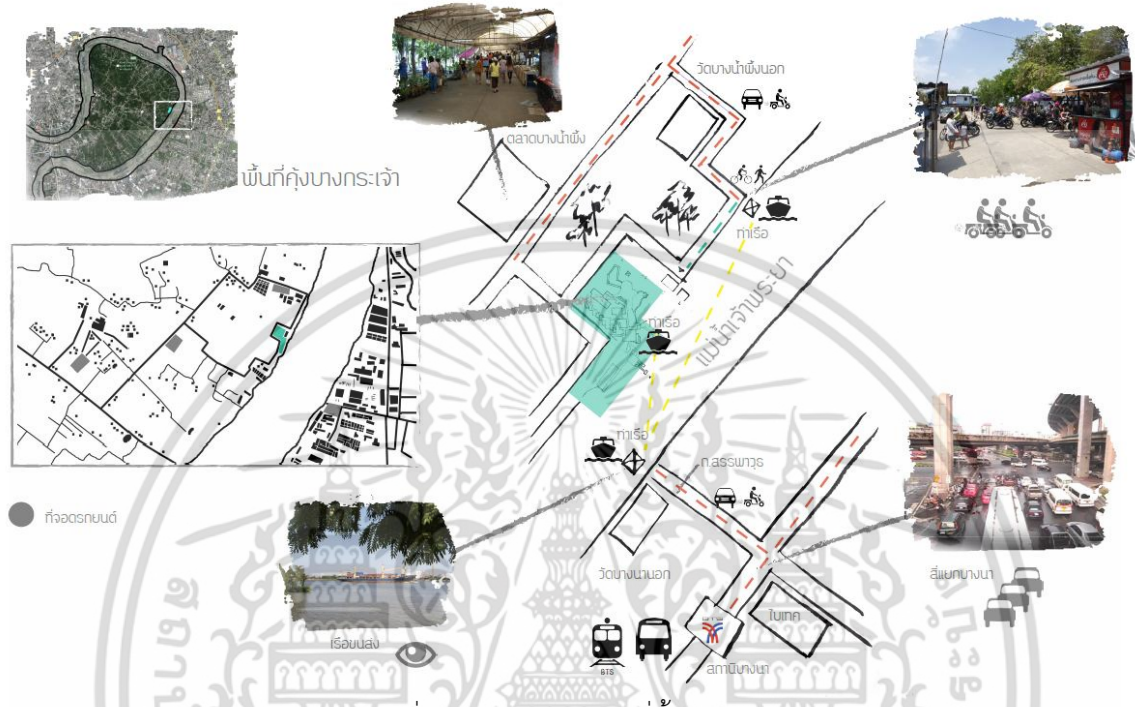 วัดบางน้ำผึ้งนอก
ตลาดบางน้ำผึ้ง
พื้นที่คุ้งบางกระเจ้า
ท่าเรือ
แม่น้ำเจ้าพระยา
ท่าเรือ
ท่าเรือ
ถ.สรรพาวุธ
ที่จอดรถยนต์
วัดบางนานอก
สี่แยกบางนา
ไบเทค
เรือขนส่ง
BTS
BTS
สถานีบางนา